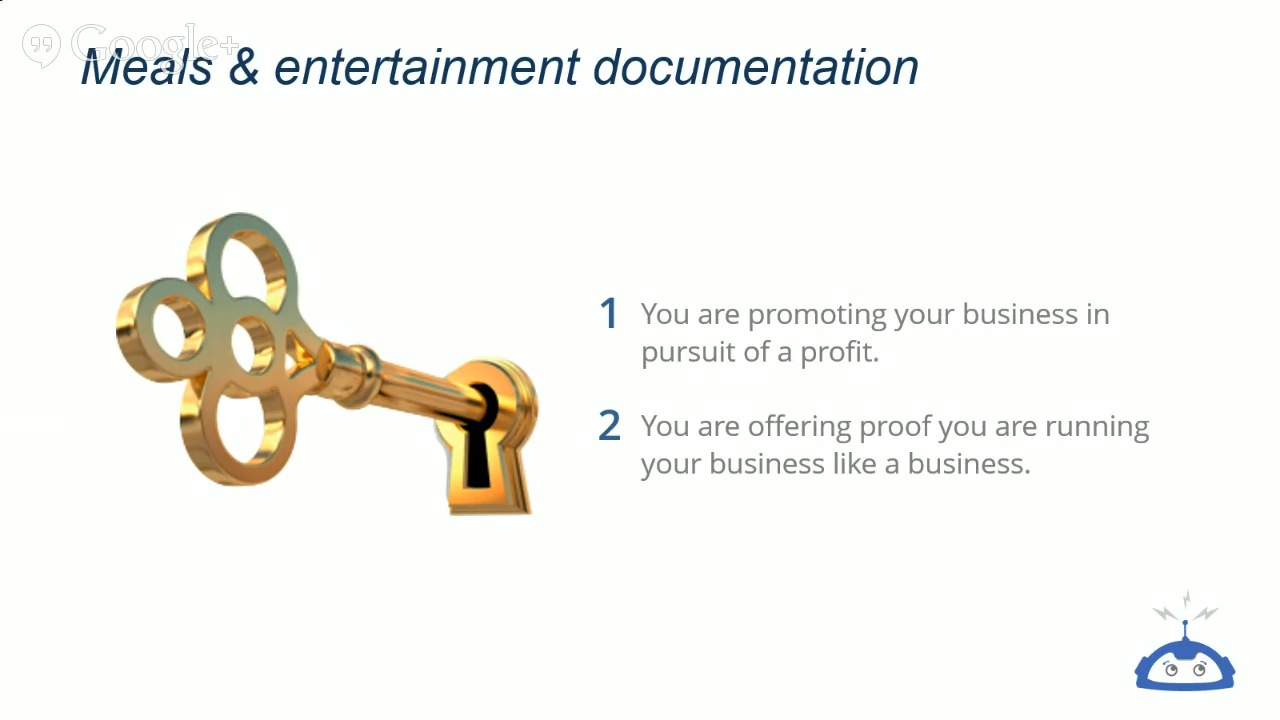 Google+
Meals & entertainment documentation
1 You are promoting your business in
pursuit of a profit.
2 You are offering proof you are running
your business like a business.